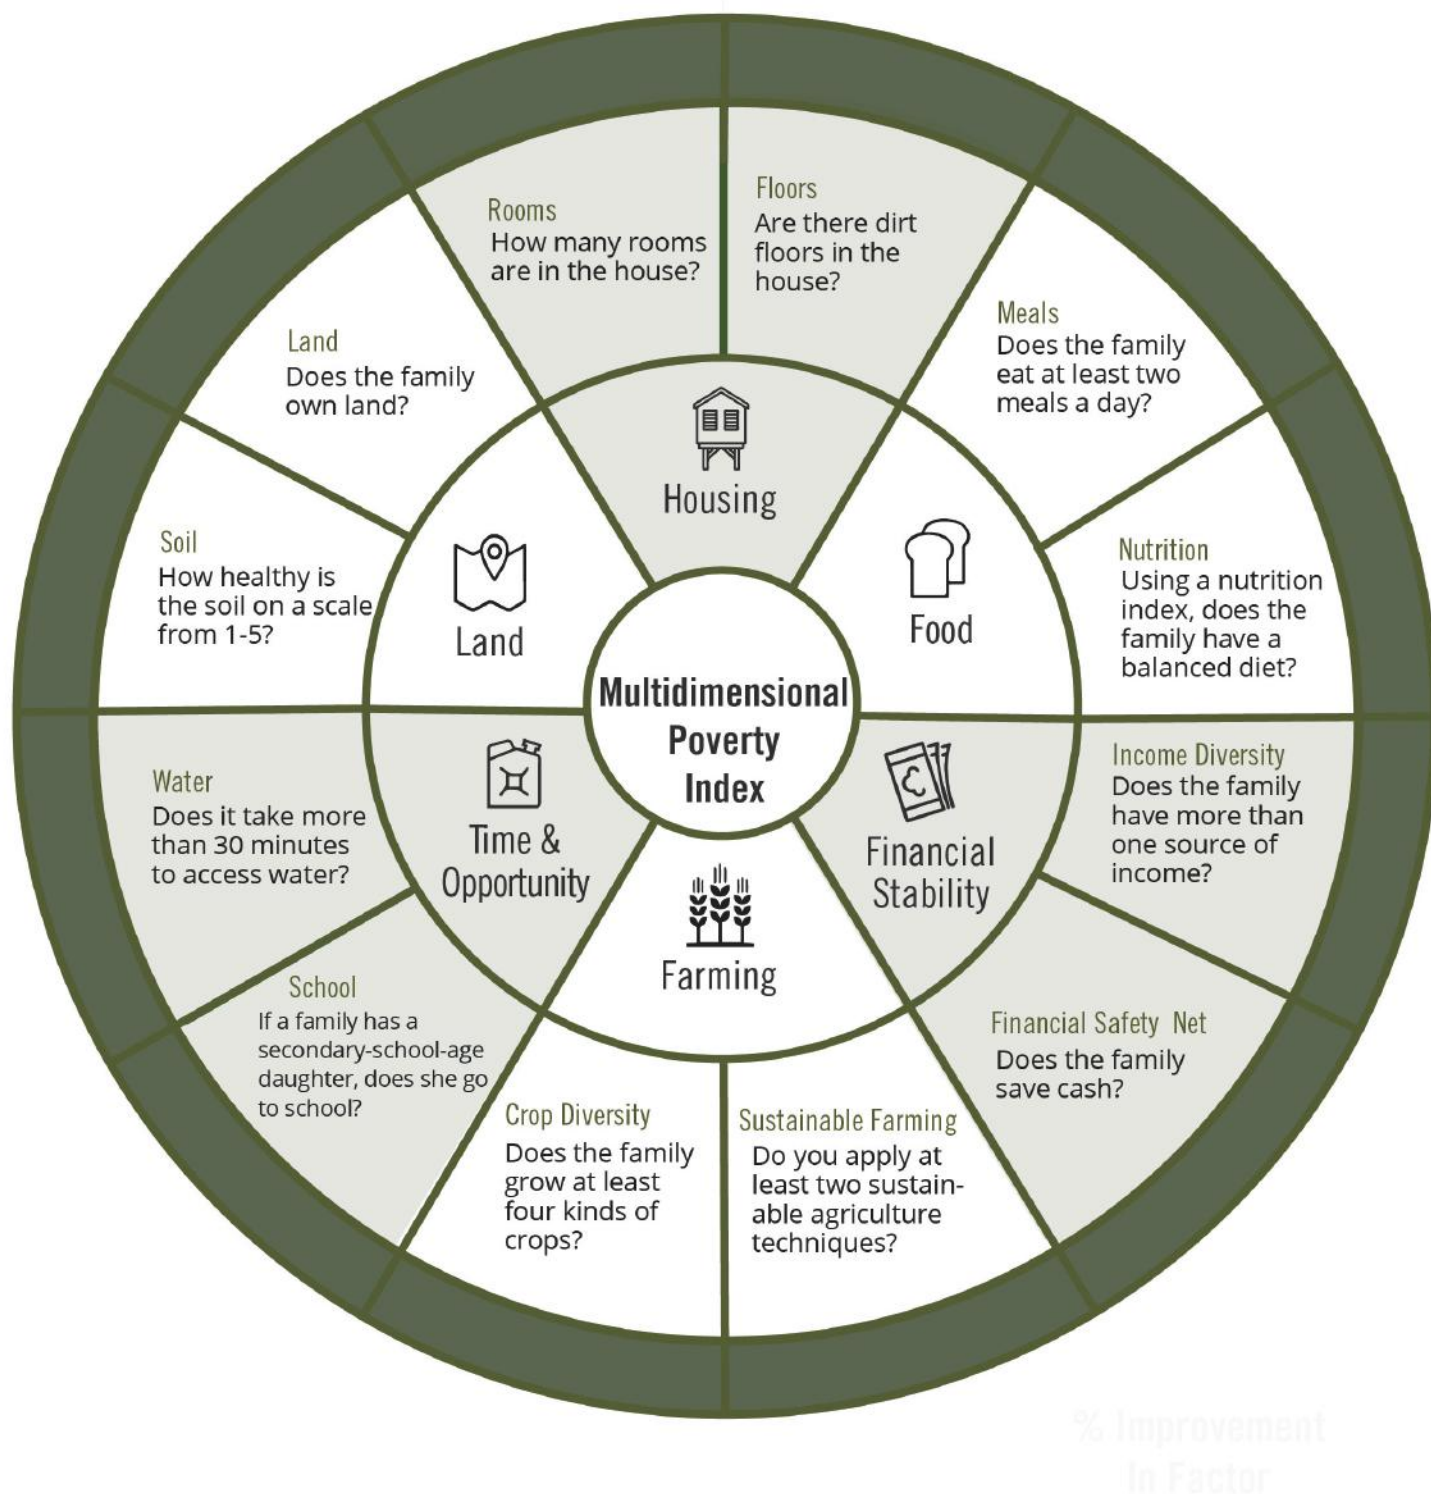 Rooms
How many rooms
are in the house?
Floors
Are there dirt
floors in the
house?
Meals
Does the family
eat at least two
meals a day?
Nutrition
Using a nutrition
index, does the
family have a
balanced diet?
Income Diversity
Does the family
have more than
one source of
income?
Financial Safety Net
Does the family
save cash?
Sustainable Farming
Do you apply at
least two sustain-
able agriculture
techniques?
Crop Diversity
Does the family
grow at least
four kinds of
crops?
School
If a family has a
secondary-school-age
daughter, does she go
to school?
Water
Does it take more
than 30 minutes
to access water?
Soil
How healthy is
the soil on a scale
from 1-5?
Land
Does the family
own land?
Housing
Food
Financial
Stability
Farming
Time &
Opportunity
Land
Multidimensional
Poverty
Index
% Improvement
In Factor